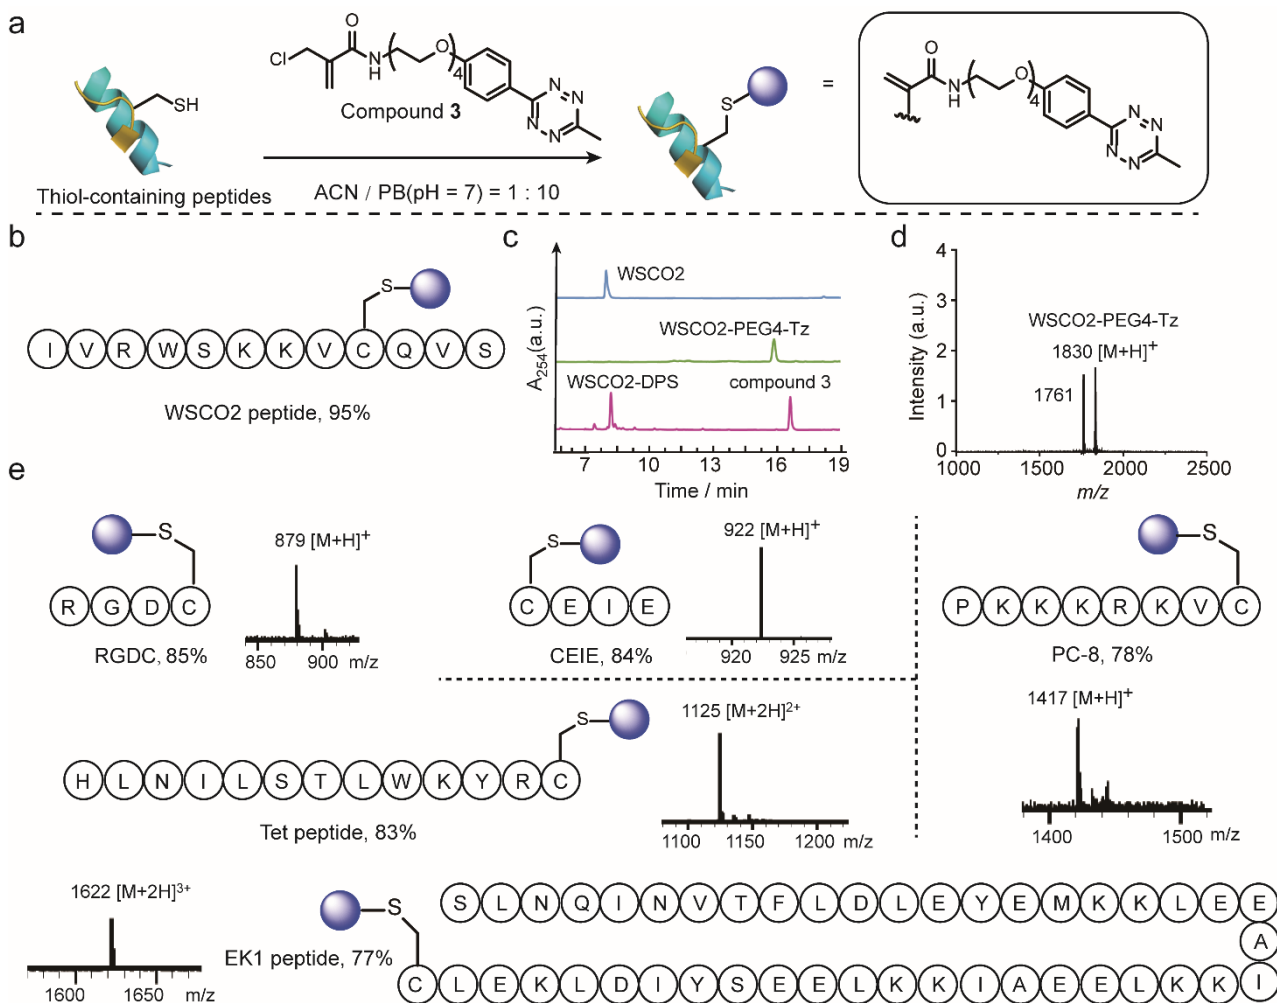 a
Cl
O
N
H
O
4
N
N
N
N
Compound 3
SH
Thiol-containing peptides
ACN / PB(pH = 7) = 1 : 10
S
=
O
N
H
O
4
N
N
N
N
b
S
I V R W S K K V C Q V S
WSCO2 peptide, 95%
c
A254(a.u.)
WSCO2
WSCO2-PEG4-Tz
WSCO2-DPS
compound 3
7 10 13 16 19
Time / min
d
Intensity (a.u.)
4
3
2
1
0
WSCO2-PEG4-Tz
1830 [M+H]+
1761
1000 1500 2000 2500
m/z
e
S
R G D C
RGDC, 85%
879 [M+H]+
850 900 m/z
S
C E I E
CEIE, 84%
922 [M+H]+
920 925 m/z
S
P K K K R K V C
PC-8, 78%
1417 [M+H]+
1400 1500 m/z
S
H L N I L S T L W K Y R C
Tet peptide, 83%
1125 [M+2H]2+
1100 1150 1200 m/z
1622 [M+2H]3+
1600 1650 m/z
S
EK1 peptide, 77%
S L N Q I N V T F L D L E Y E M K K L E E
A
C L E K L D I Y S E E L K K I A E E L K K I